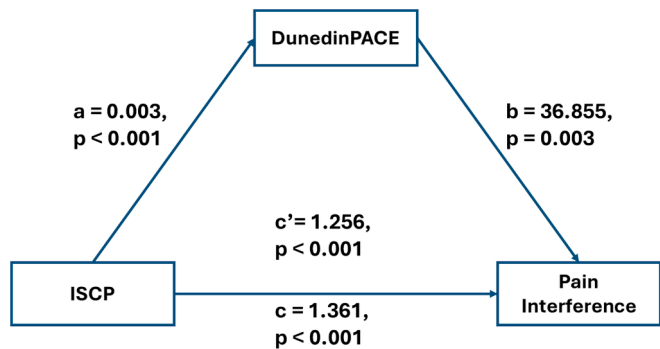 DunedinPACE
a = 0.003,
p < 0.001
b = 36.855,
p = 0.003
c’= 1.256,
p < 0.001
ISCP
Pain
Interference
c = 1.361,
p < 0.001